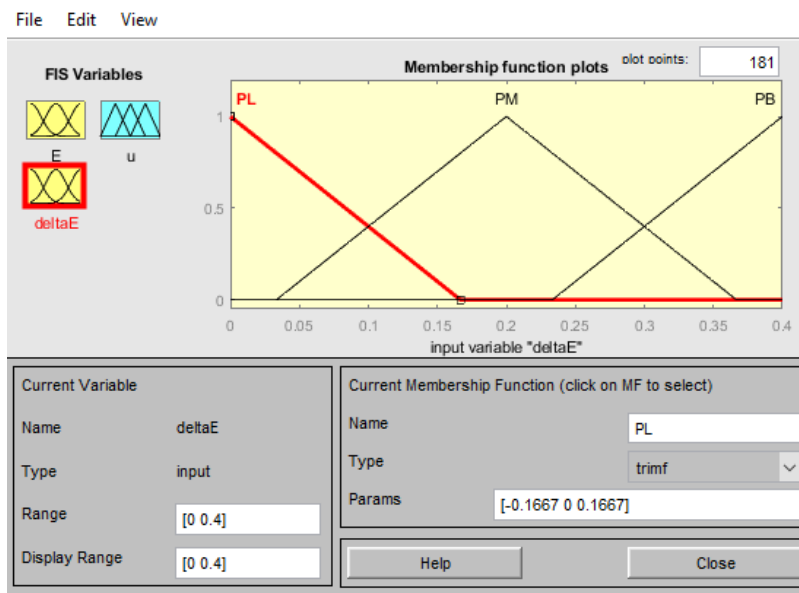 File Edit View
FIS Variables
Membership function plots
plot points:
181
E
u
deltaE
PL
PM
PB
1
0.5
0
0 0.05 0.1 0.15 0.2 0.25 0.3 0.35 0.4
input variable "deltaE"
Current Variable
Name deltaE
Type input
Range [0 0.4]
Display Range [0 0.4]
Current Membership Function (click on MF to select)
Name PL
Type trimf
Params [-0.1667 0 0.1667]
Help Close